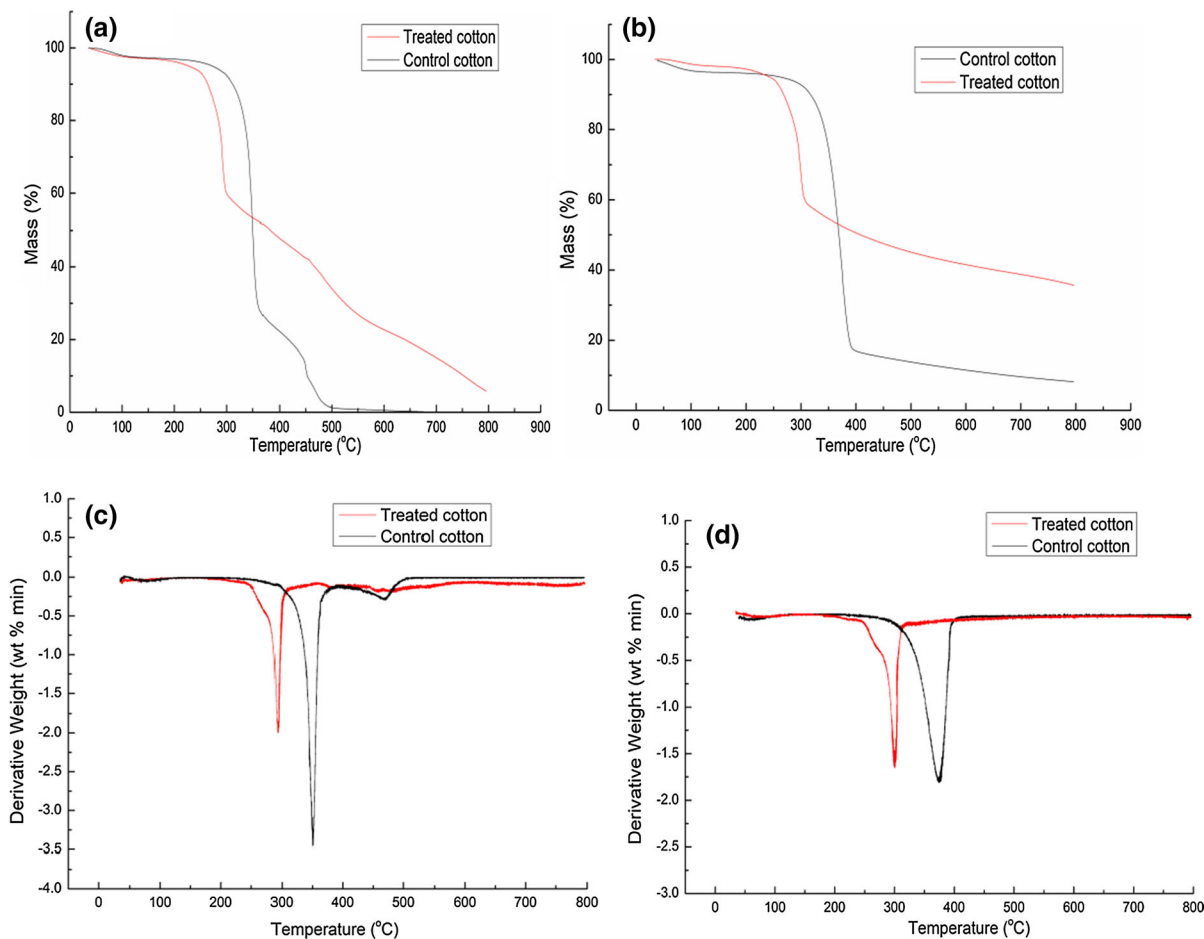 (a)
Treated cotton
Control cotton
100
80
60
40
20
0
Mass (%)
0 100 200 300 400 500 600 700 800 900
Temperature (°C)
(b)
Control cotton
Treated cotton
100
80
60
40
20
0
Mass (%)
0 100 200 300 400 500 600 700 800 900
Temperature (°C)
(c)
Treated cotton
Control cotton
1.0
0.5
0.0
-0.5
-1.0
-1.5
-2.0
-2.5
-3.0
-3.5
-4.0
Derivative Weight (wt % min)
0 100 200 300 400 500 600 700 800
Temperature (°C)
(d)
Treated cotton
Control cotton
1.0
0.5
0.0
-0.5
-1.0
-1.5
-2.0
-2.5
-3.0
Derivative Weight (wt % min)
0 100 200 300 400 500 600 700 800
Temperature (°C)